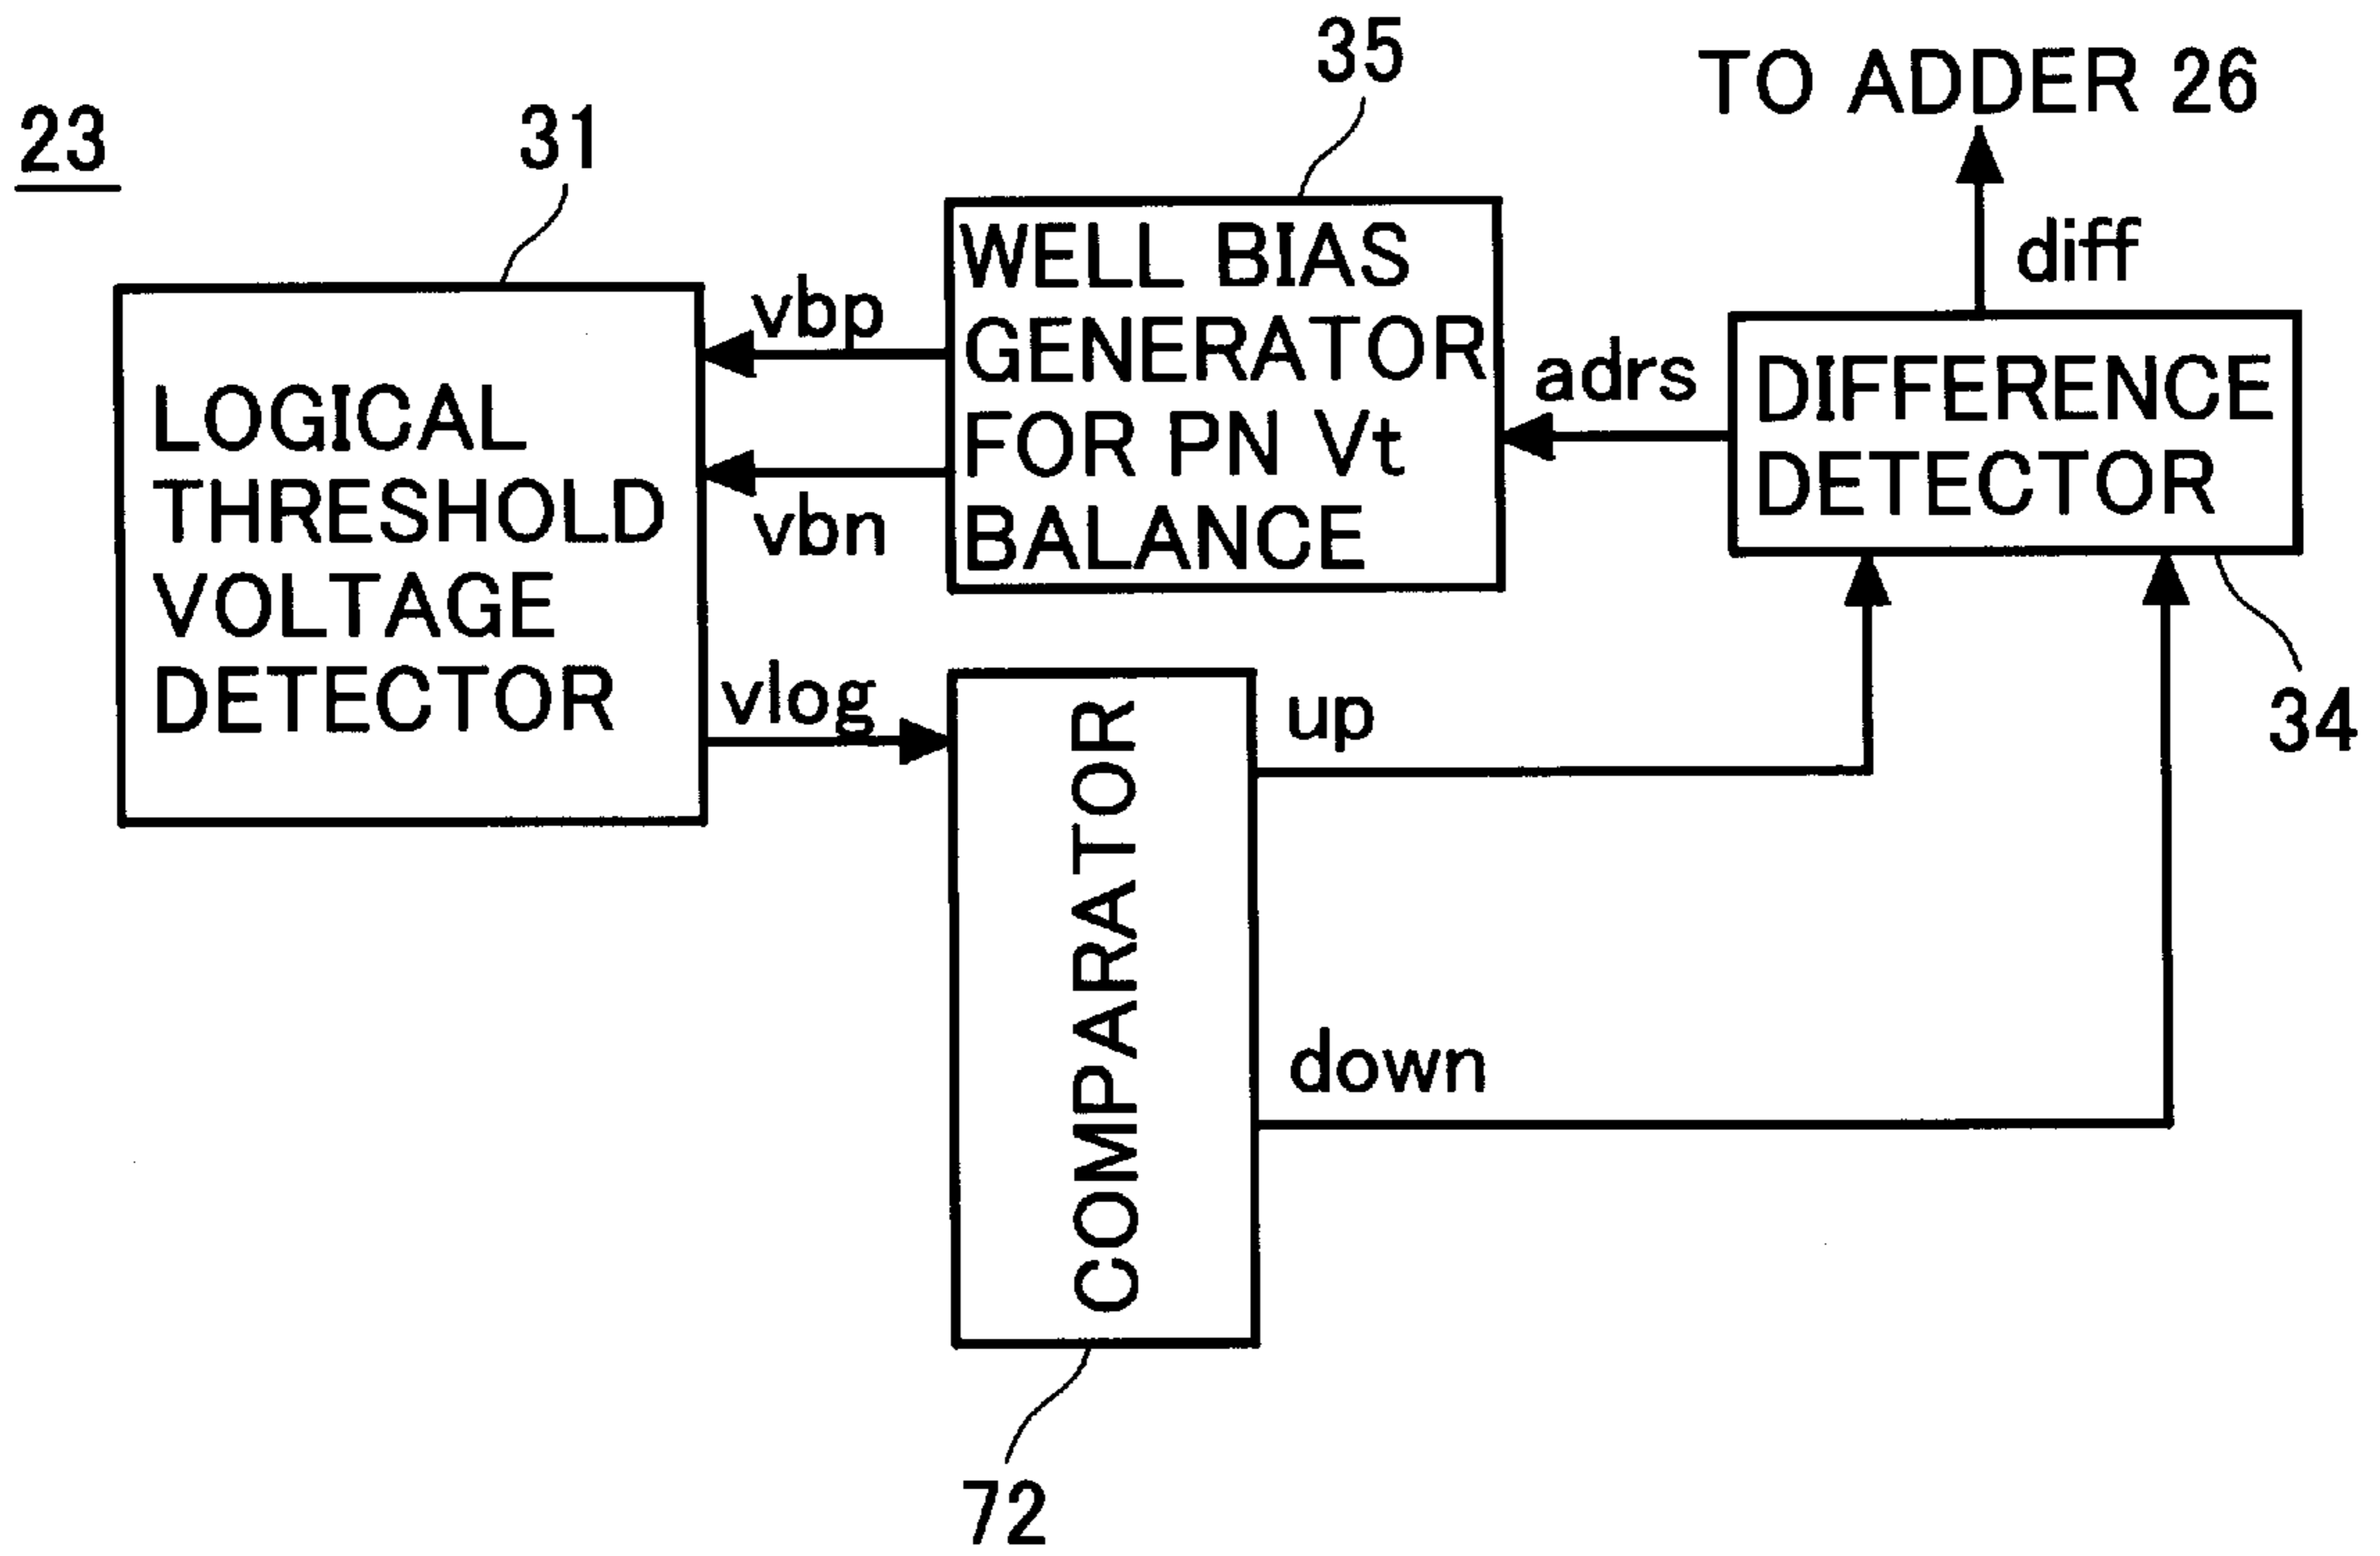 23
31
35
TO ADDER 26
diff
LOGICAL
THRESHOLD
VOLTAGE
DETECTOR
vbp
vbn
WELL BIAS
GENERATOR
FOR PN Vt
BALANCE
adrs
DIFFERENCE
DETECTOR
34
vlog
COMPARATOR
up
down
72